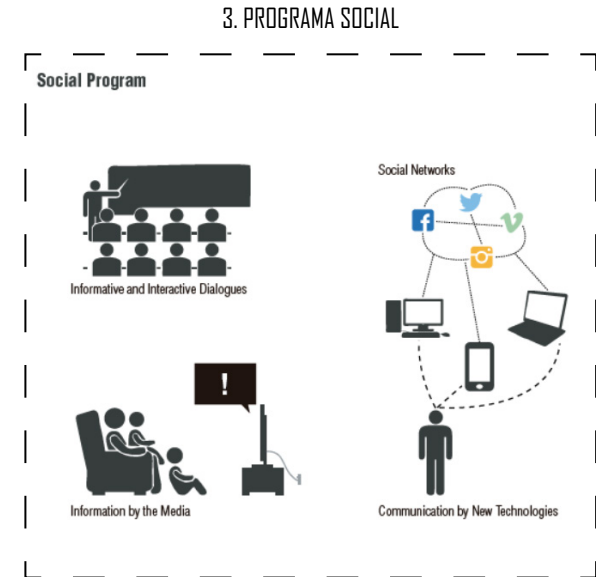 3. PROGRAMA SOCIAL
Social Program
Social Networks
f
Informative and Interactive Dialogues
!
Information by the Media
Communication by New Technologies